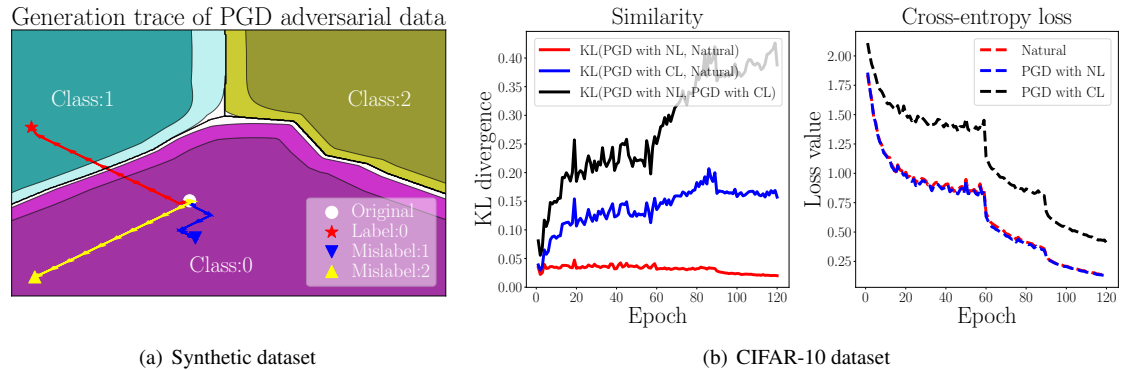 Generation trace of PGD adversarial data
Class:1
Class:2
Class:0
Original
Label:0
Mislabel:1
Mislabel:2
(a) Synthetic dataset
Similarity
KL divergence
0.40
0.35
0.30
0.25
0.20
0.15
0.10
0.05
0.00
KL(PGD with NL, Natural)
KL(PGD with CL, Natural)
KL(PGD with NL, PGD with CL)
0 20 40 60 80 100 120
Epoch
Cross-entropy loss
Loss value
2.00
1.75
1.50
1.25
1.00
0.75
0.50
0.25
Natural
PGD with NL
PGD with CL
0 20 40 60 80 100 120
Epoch
(b) CIFAR-10 dataset